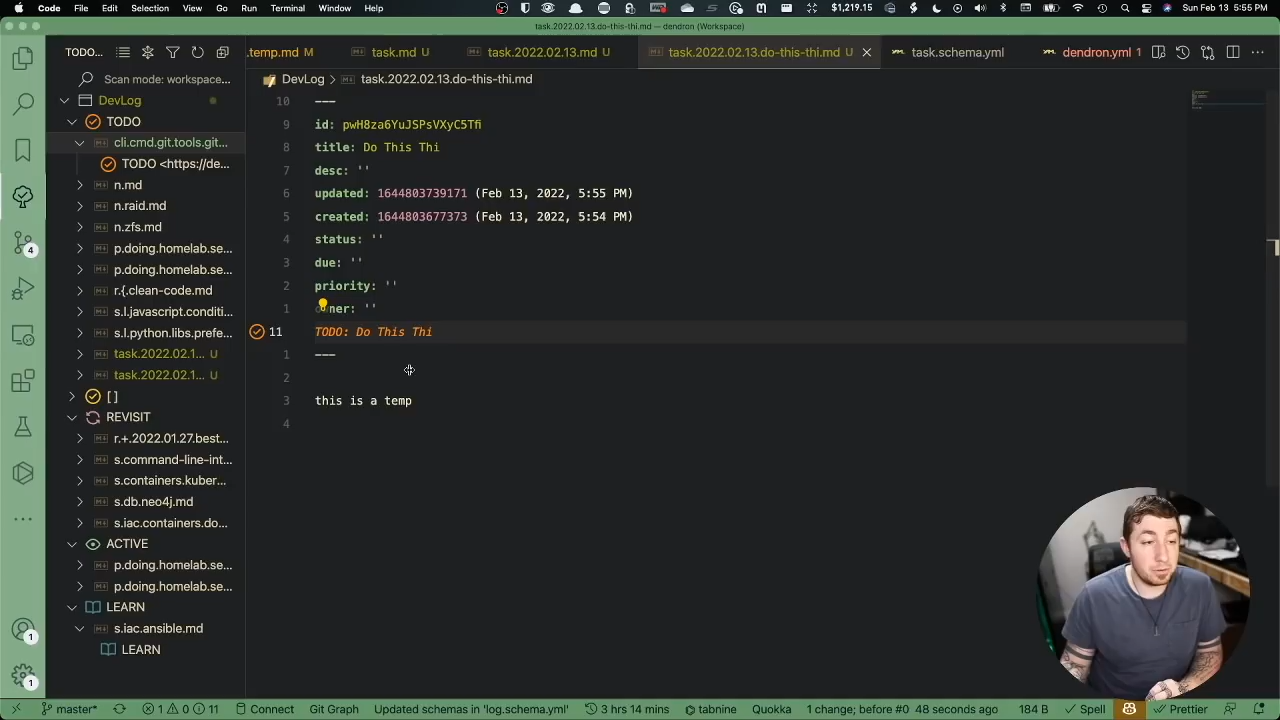 Code File Edit Selection View Go Run Terminal Window Help $1,219.15 Sun Feb 13 5:55 PM
task.2022.02.13.do-this-thi.md — dendron (Workspace)
TODO... .temp.md M task.md U task.2022.02.13.md U task.2022.02.13.do-this-thi.md U task.schema.yml dendron.yml 1 M
Scan mode: workspace...
DevLog > task.2022.02.13.do-this-thi.md
DevLog
TODO
cli.cmd.git.tools.git...
TODO <https://de...
n.md
n.raid.md
n.zfs.md
p.doing.homelab.se...
p.doing.homelab.se...
r.{.clean-code.md
s.l.javascript.conditi...
s.l.python.libs.prefe...
task.2022.02.1... U
task.2022.02.1... U
[]
REVISIT
r.+.2022.01.27.best...
s.command-line-int...
s.containers.kuber...
s.db.neo4j.md
s.iac.containers.do...
ACTIVE
p.doing.homelab.se...
p.doing.homelab.se...
LEARN
s.iac.ansible.md
LEARN
4
1
1
10 ---
9 id: pwH8za6YuJSPsVXyC5Tfi
8 title: Do This Thi
7 desc: ''
6 updated: 1644803739171 (Feb 13, 2022, 5:55 PM)
5 created: 1644803677373 (Feb 13, 2022, 5:54 PM)
4 status: ''
3 due: ''
2 priority: ''
1 owner: ''
11 TODO: Do This Thi
1 ---
2
3 this is a temp
4
master* 1 0 11 Connect Git Graph Updated schemas in 'log.schema.yml' 3 hrs 14 mins tabnine Quokka 1 change; before #0 48 seconds ago 184 B Spell Prettier